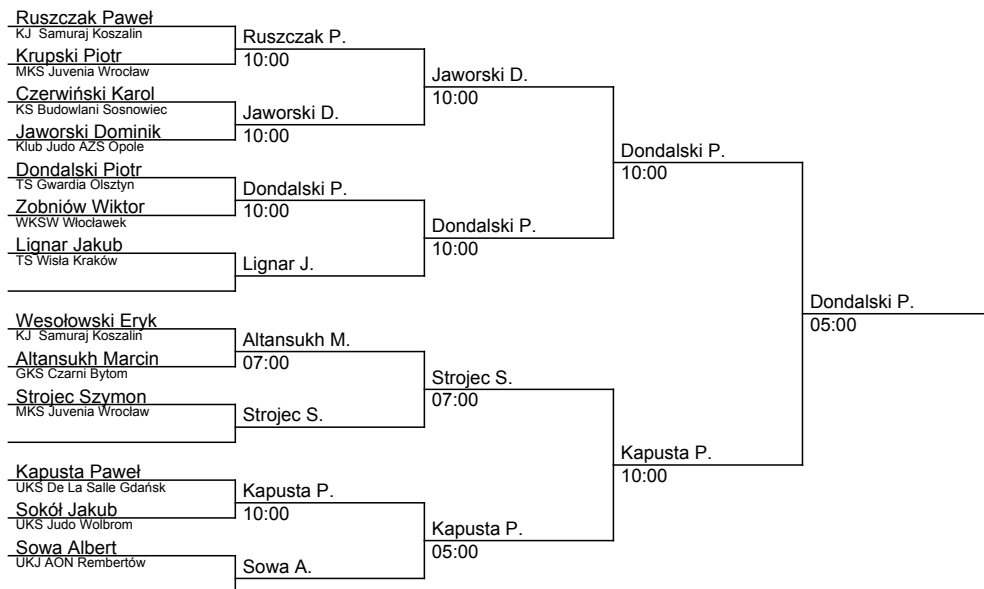 Ruszczak Paweł
KJ Samuraj Koszalin
Krupski Piotr
MKS Juvenia Wrocław
Czerwiński Karol
KS Budowlani Sosnowiec
Jaworski Dominik
Klub Judo AZS Opole
Dondalski Piotr
TS Gwardia Olsztyn
Zobniów Wiktor
WKSW Włocławek
Lignar Jakub
TS Wisła Kraków
Wesołowski Eryk
KJ Samuraj Koszalin
Altansukh Marcin
GKS Czarni Bytom
Strojec Szymon
MKS Juvenia Wrocław
Kapusta Paweł
UKS De La Salle Gdańsk
Sokół Jakub
UKS Judo Wolbrom
Sowa Albert
UKJ AON Rembertów
Ruszczak P.
10:00
Jaworski D.
10:00
Dondalski P.
10:00
Lignar J.
Altansukh M.
07:00
Strojec S.
Kapusta P.
10:00
Sowa A.
Jaworski D.
10:00
Dondalski P.
10:00
Strojec S.
07:00
Kapusta P.
05:00
Dondalski P.
10:00
Kapusta P.
10:00
Dondalski P.
05:00